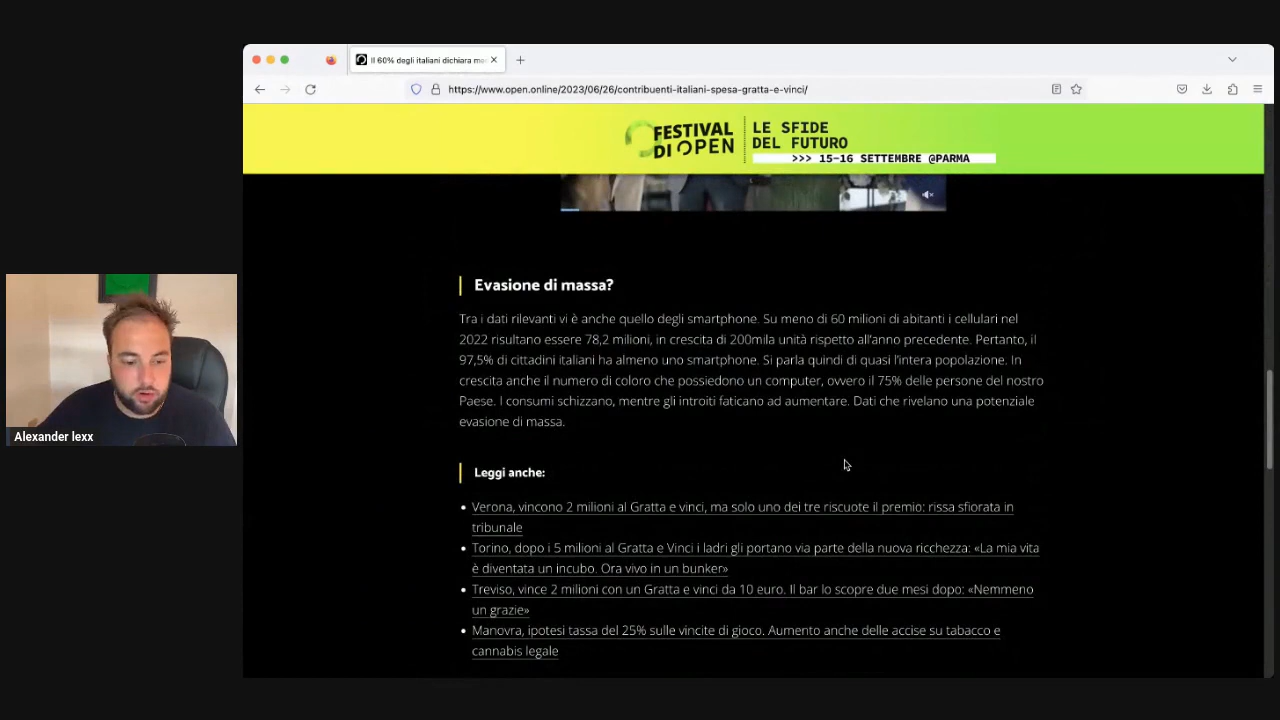 Il 60% degli italiani dichiara me
https://www.open.online/2023/06/26/contribuenti-italiani-spesa-gratta-e-vinci/
FESTIVAL
DI OPEN
LE SFIDE
DEL FUTURO
>>> 15–16 SETTEMBRE @PARMA
Evasione di massa?
Tra i dati rilevanti vi è anche quello degli smartphone. Su meno di 60 milioni di abitanti i cellulari nel
2022 risultano essere 78,2 milioni, in crescita di 200mila unità rispetto all'anno precedente. Pertanto, il
97,5% di cittadini italiani ha almeno uno smartphone. Si parla quindi di quasi l'intera popolazione. In
crescita anche il numero di coloro che possiedono un computer, ovvero il 75% delle persone del nostro
Paese. I consumi schizzano, mentre gli introiti faticano ad aumentare. Dati che rivelano una potenziale
evasione di massa.
Leggi anche:
Verona, vincono 2 milioni al Gratta e vinci, ma solo uno dei tre riscuote il premio: rissa sfiorata in
tribunale
Torino, dopo i 5 milioni al Gratta e Vinci i ladri gli portano via parte della nuova ricchezza: «La mia vita
è diventata un incubo. Ora vivo in un bunker»
Treviso, vince 2 milioni con un Gratta e vinci da 10 euro. Il bar lo scopre due mesi dopo: «Nemmeno
un grazie»
Manovra, ipotesi tassa del 25% sulle vincite di gioco. Aumento anche delle accise su tabacco e
cannabis legale
Alexander lexx